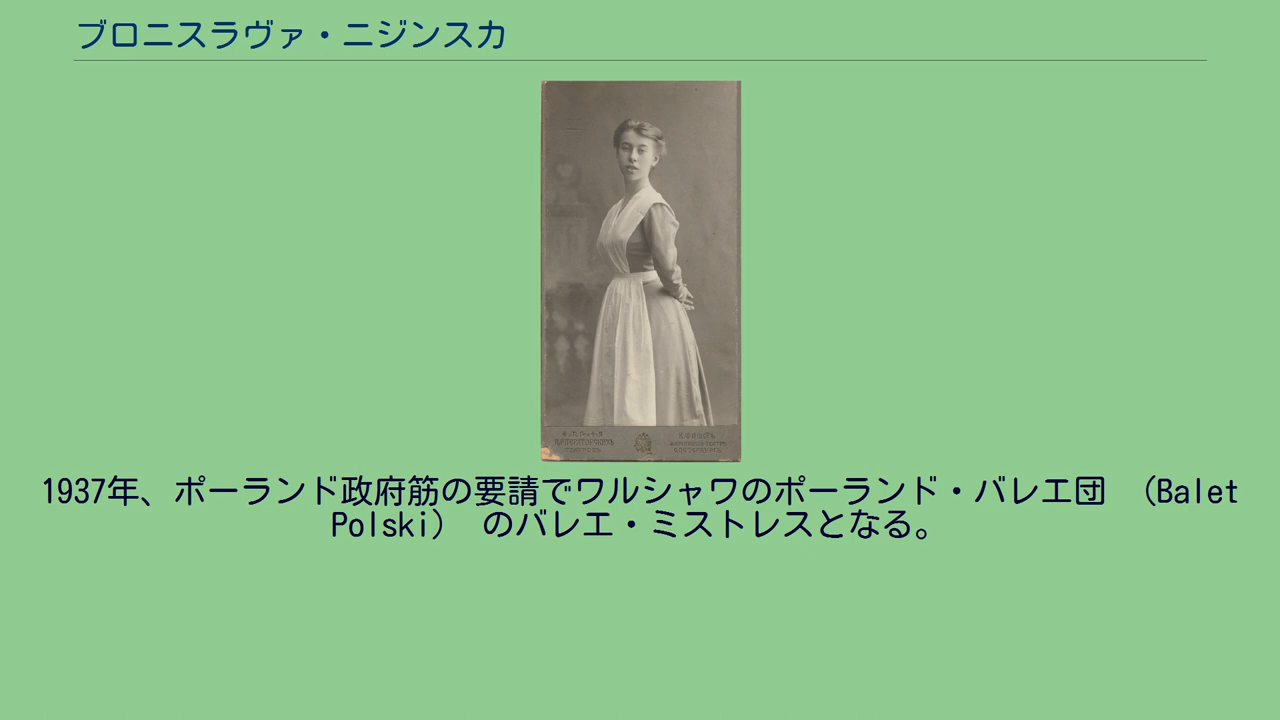 ブロニスラヴァ・ニジンスカ
1937年、ポーランド政府筋の要請でワルシャワのポーランド・バレエ団 （Balet
Polski） のバレエ・ミストレスとなる。